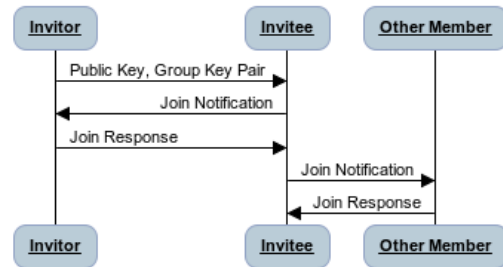 Invitor Invitee Other Member
Public Key, Group Key Pair
Join Notification
Join Response
Join Notification
Join Response
Invitor Invitee Other Member